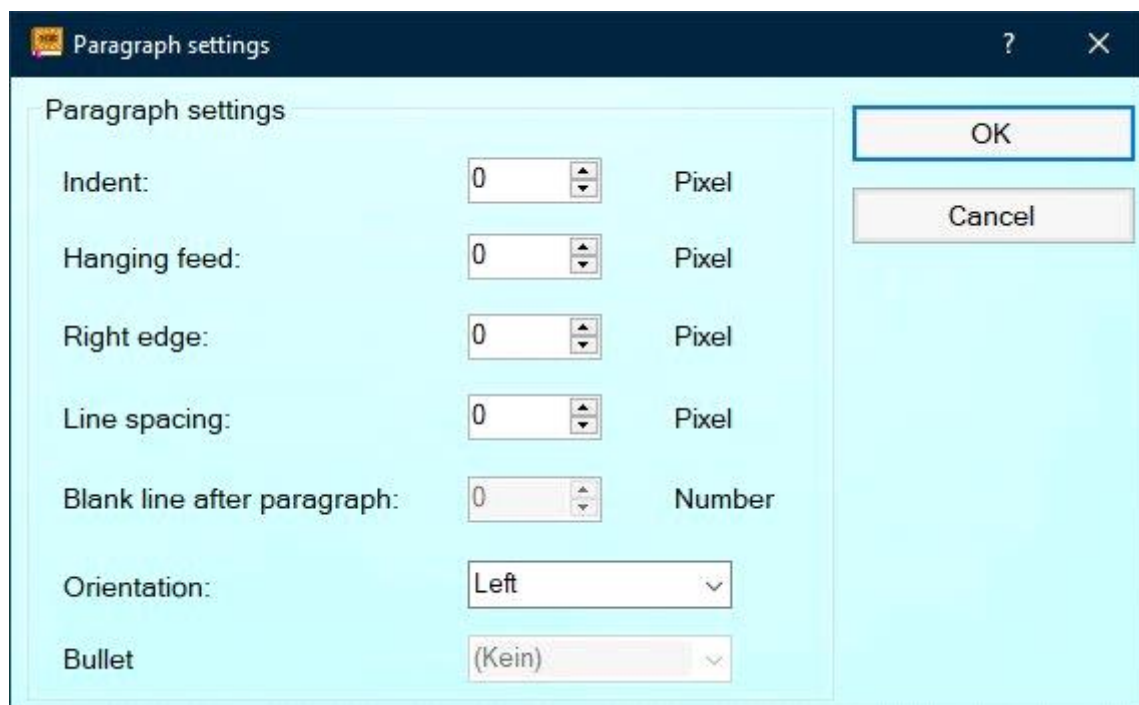 Paragraph settings ?
Paragraph settings
OK
Cancel
Indent: 0 Pixel
Hanging feed: 0 Pixel
Right edge: 0 Pixel
Line spacing: 0 Pixel
Blank line after paragraph: 0 Number
Orientation: Left
Bullet (Kein)